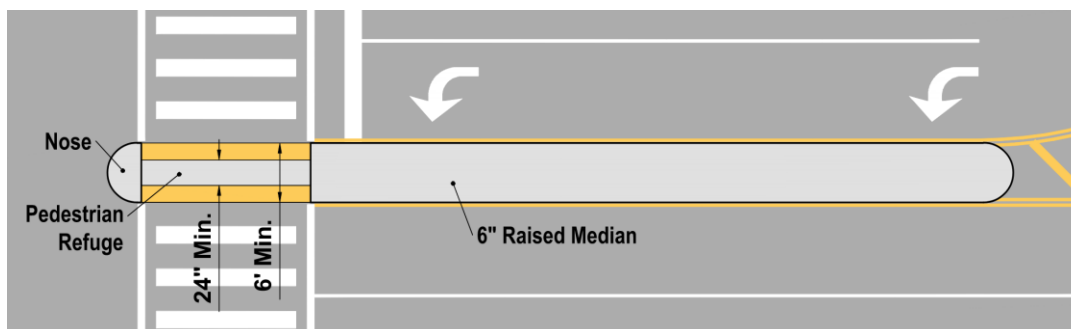 Nose
Pedestrian
Refuge
24" Min.
6' Min.
6" Raised Median